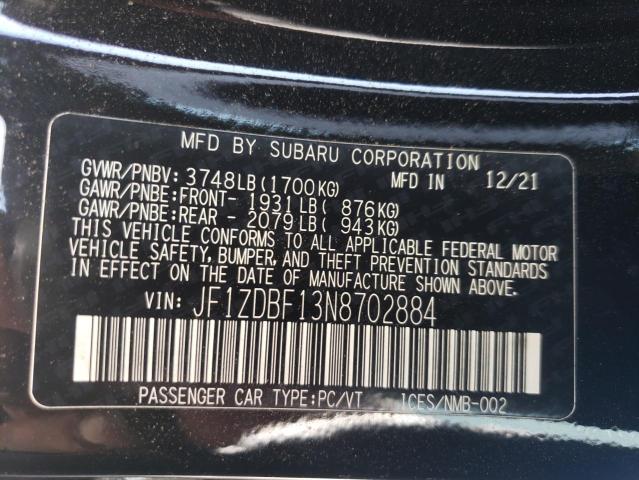 MFD BY SUBARU CORPORATION
GVWR/PNBV: 3748LB(1700KG) MFD IN 12/21
GAWR/PNBE:FRONT- 1931LB( 876KG)
GAWR/PNBE:REAR - 2079LB( 943KG)
THIS VEHICLE CONFORMS TO ALL APPLICABLE FEDERAL MOTOR
VEHICLE SAFETY, BUMPER, AND THEFT PREVENTION STANDARDS
IN EFFECT ON THE DATE OF MANUFACTURE SHOWN ABOVE.
VIN: JF1ZDBF13N8702884
PASSENGER CAR TYPE:PC/VT ICES/NMB-002